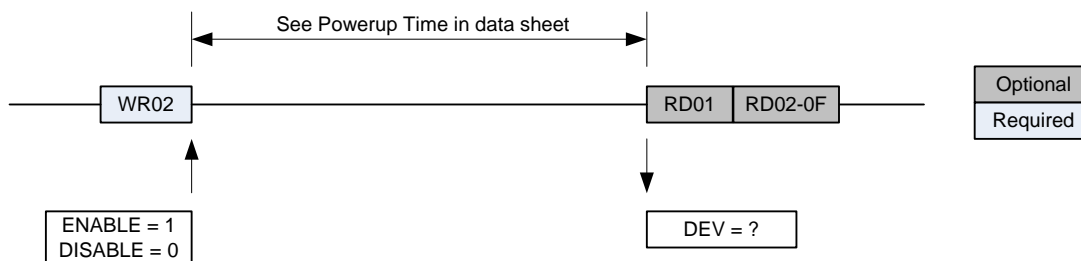 See Powerup Time in data sheet
WR02
RD01
RD02-0F
Optional
Required
ENABLE = 1
DISABLE = 0
DEV = ?